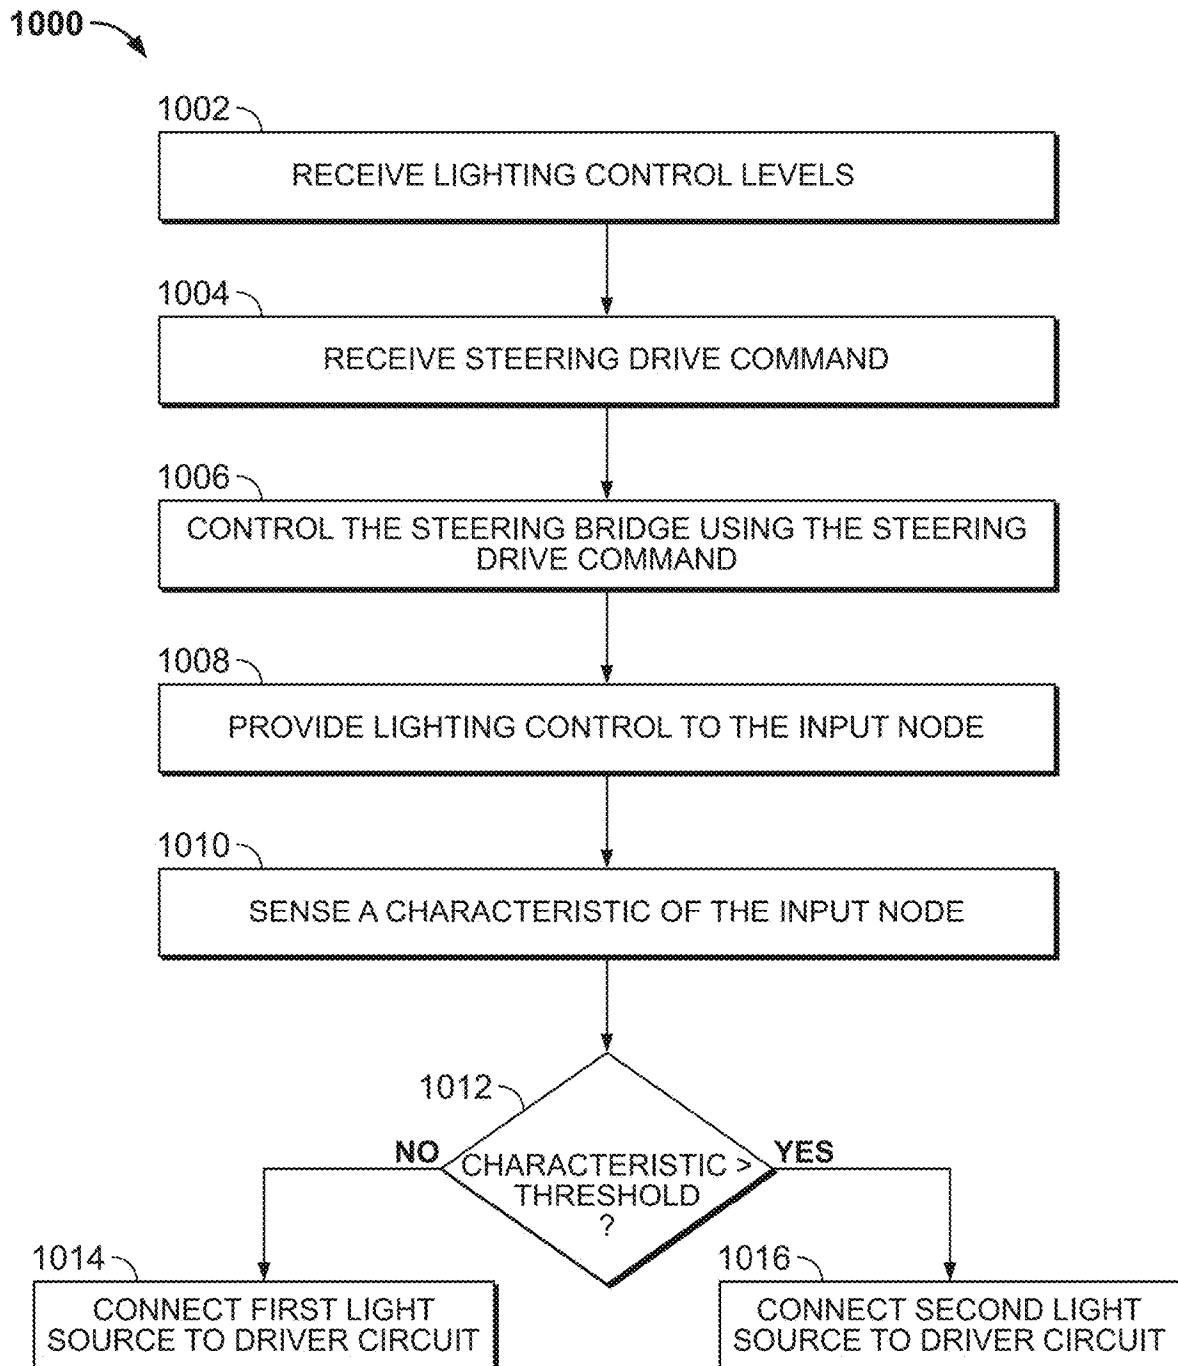 1000
1002
RECEIVE LIGHTING CONTROL LEVELS
1004
RECEIVE STEERING DRIVE COMMAND
1006
CONTROL THE STEERING BRIDGE USING THE STEERING
DRIVE COMMAND
1008
PROVIDE LIGHTING CONTROL TO THE INPUT NODE
1010
SENSE A CHARACTERISTIC OF THE INPUT NODE
1012
NO
YES
CHARACTERISTIC >
THRESHOLD
?
1014
CONNECT FIRST LIGHT
SOURCE TO DRIVER CIRCUIT
1016
CONNECT SECOND LIGHT
SOURCE TO DRIVER CIRCUIT